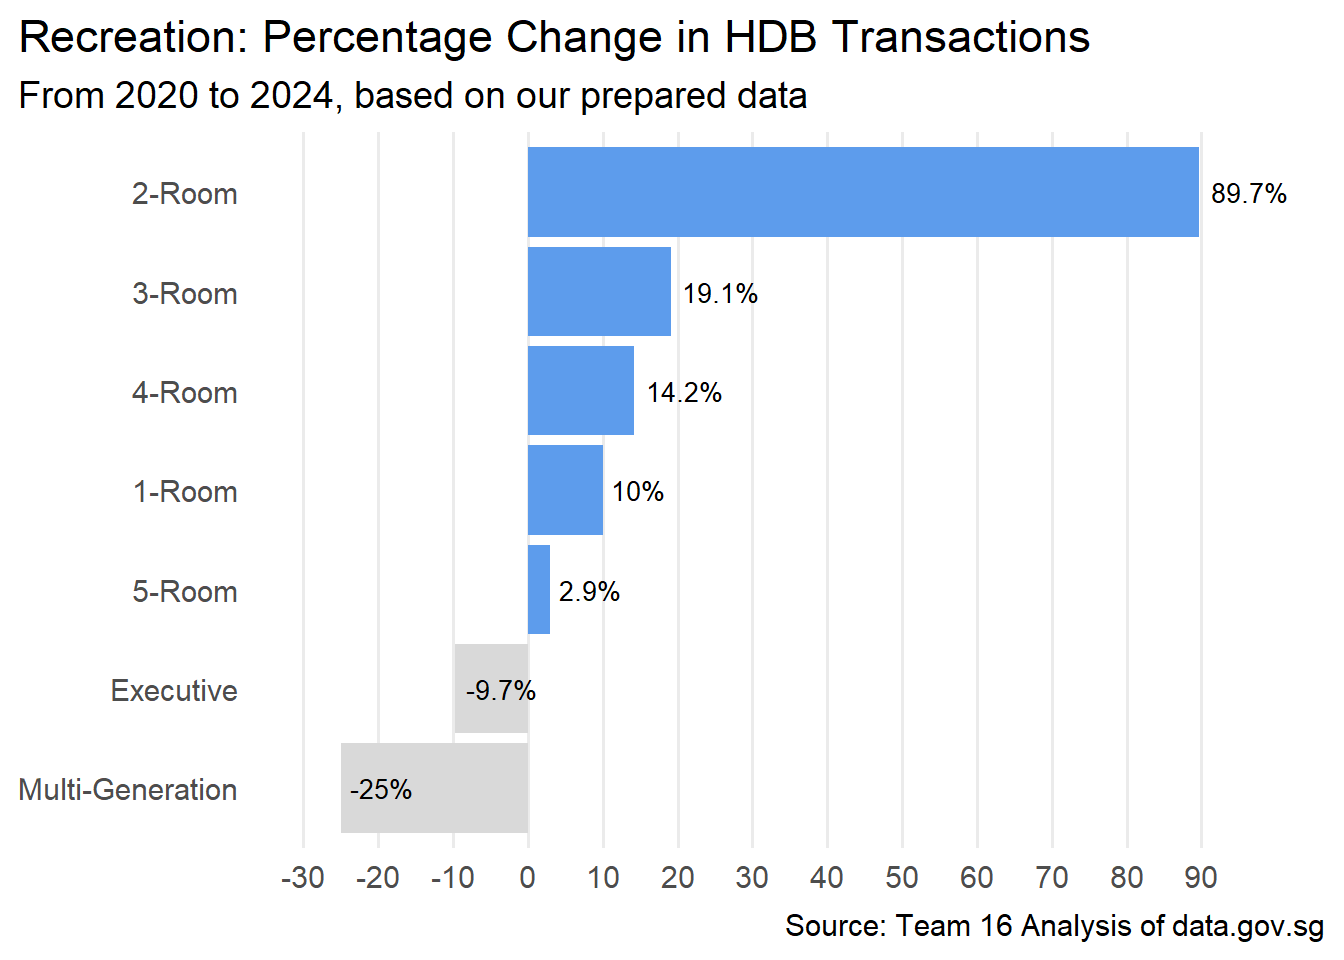 Recreation: Percentage Change in HDB Transactions
From 2020 to 2024, based on our prepared data
2-Room 89.7%
3-Room 19.1%
4-Room 14.2%
1-Room 10%
5-Room 2.9%
Executive -9.7%
Multi-Generation -25%
-30 -20 -10 0 10 20 30 40 50 60 70 80 90
Source: Team 16 Analysis of data.gov.sg